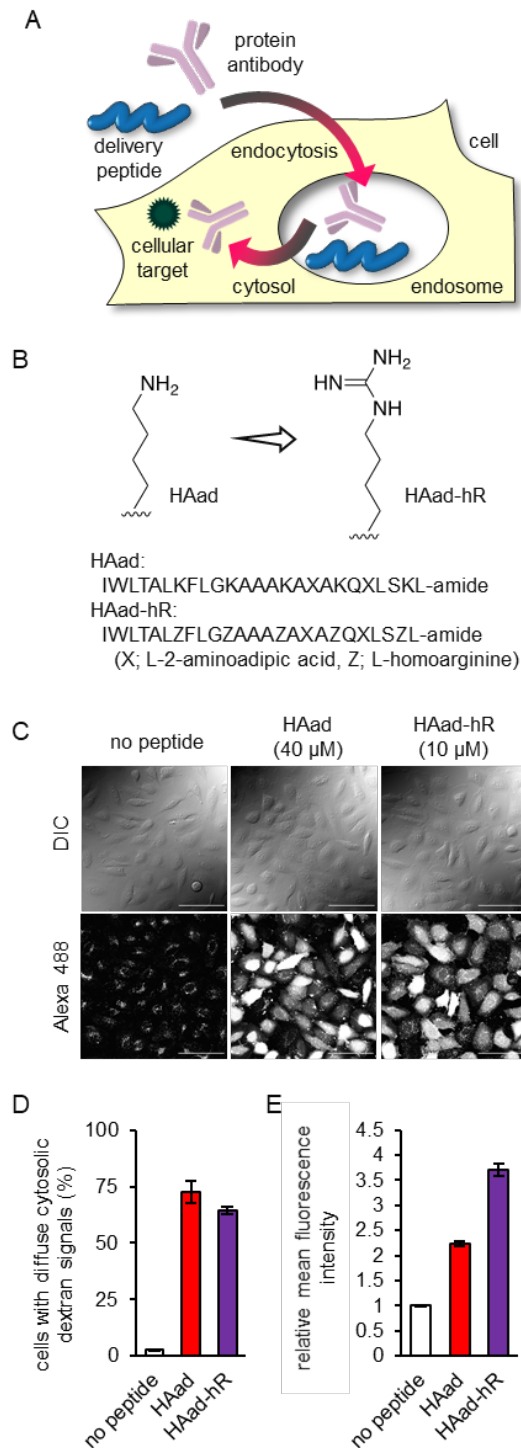 A
protein
antibody
delivery
peptide
endocytosis
cell
cellular
target
cytosol
endosome
B
NH2
HAad
NH2
HN
NH
HAad-hR
HAad:
IWLTALKFLGKAAAKAXAKQXLSKL-amide
HAad-hR:
IWLTALZFLGZAAAZAXAZQXLSZL-amide
(X; L-2-aminoadipic acid, Z; L-homoarginine)
C
no peptide
HAad
(40 µM)
HAad-hR
(10 µM)
DIC
Alexa 488
D
cells with diffuse cytosolic
dextran signals (%)
100
75
50
25
0
no peptide
HAad
HAad-hR
E
relative mean fluorescence
intensity
4.5
4
3.5
3
2.5
2
1.5
1
0.5
0
no peptide
HAad
HAad-hR